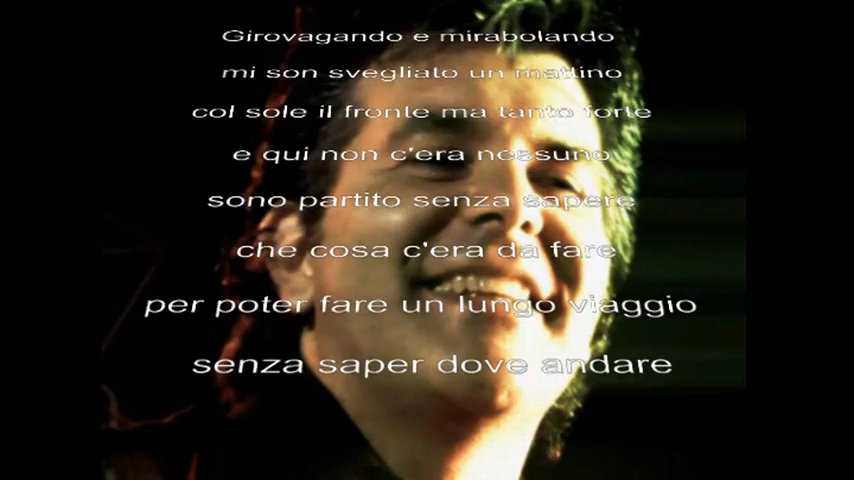 Girovagando e mirabolando
mi son svegliato un mattino
col sole il fronte ma tanto forte
e qui non c'era nessuno
sono partito senza sapere
che cosa c'era da fare
per poter fare un lungo viaggio
senza saper dove andare